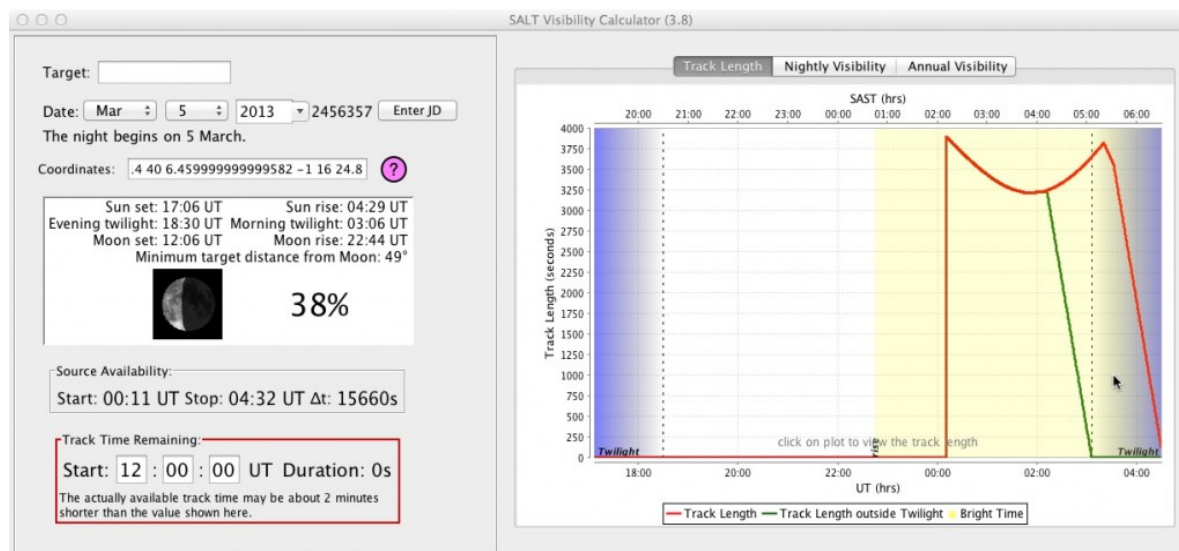 SALT Visibility Calculator (3.8)
Target:
Date: Mar 5 2013 2456357 Enter JD
The night begins on 5 March.
Coordinates: .4 40 6.459999999999582 -1 16 24.8 ?
Sun set: 17:06 UT Sun rise: 04:29 UT
Evening twilight: 18:30 UT Morning twilight: 03:06 UT
Moon set: 12:06 UT Moon rise: 22:44 UT
Minimum target distance from Moon: 49°
38%
Source Availability:
Start: 00:11 UT Stop: 04:32 UT Δt: 15660s
Track Time Remaining:
Start: 12 : 00 : 00 UT Duration: 0s
The actually available track time may be about 2 minutes
shorter than the value shown here.
Track Length Nightly Visibility Annual Visibility
SAST (hrs)
20:00 21:00 22:00 23:00 00:00 01:00 02:00 03:00 04:00 05:00 06:00
Track Length (seconds)
4000
3750
3500
3250
3000
2750
2500
2250
2000
1750
1500
1250
1000
750
500
250
0
click on plot to view the track length
Twilight
rise
Twilight
18:00 20:00 22:00 00:00 02:00 04:00
UT (hrs)
Track Length Track Length outside Twilight Bright Time